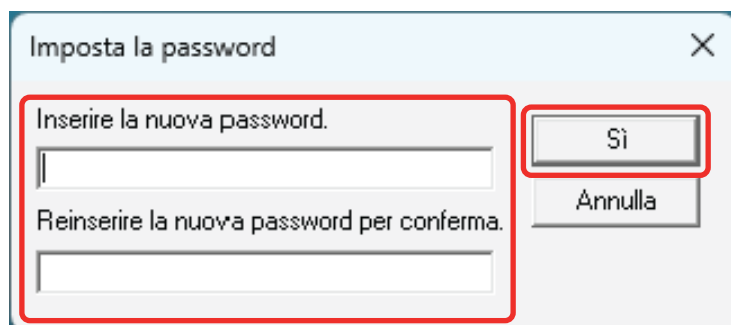 Imposta la password
Inserire la nuova password.
Sì
Annulla
Reinserire la nuova password per conferma.